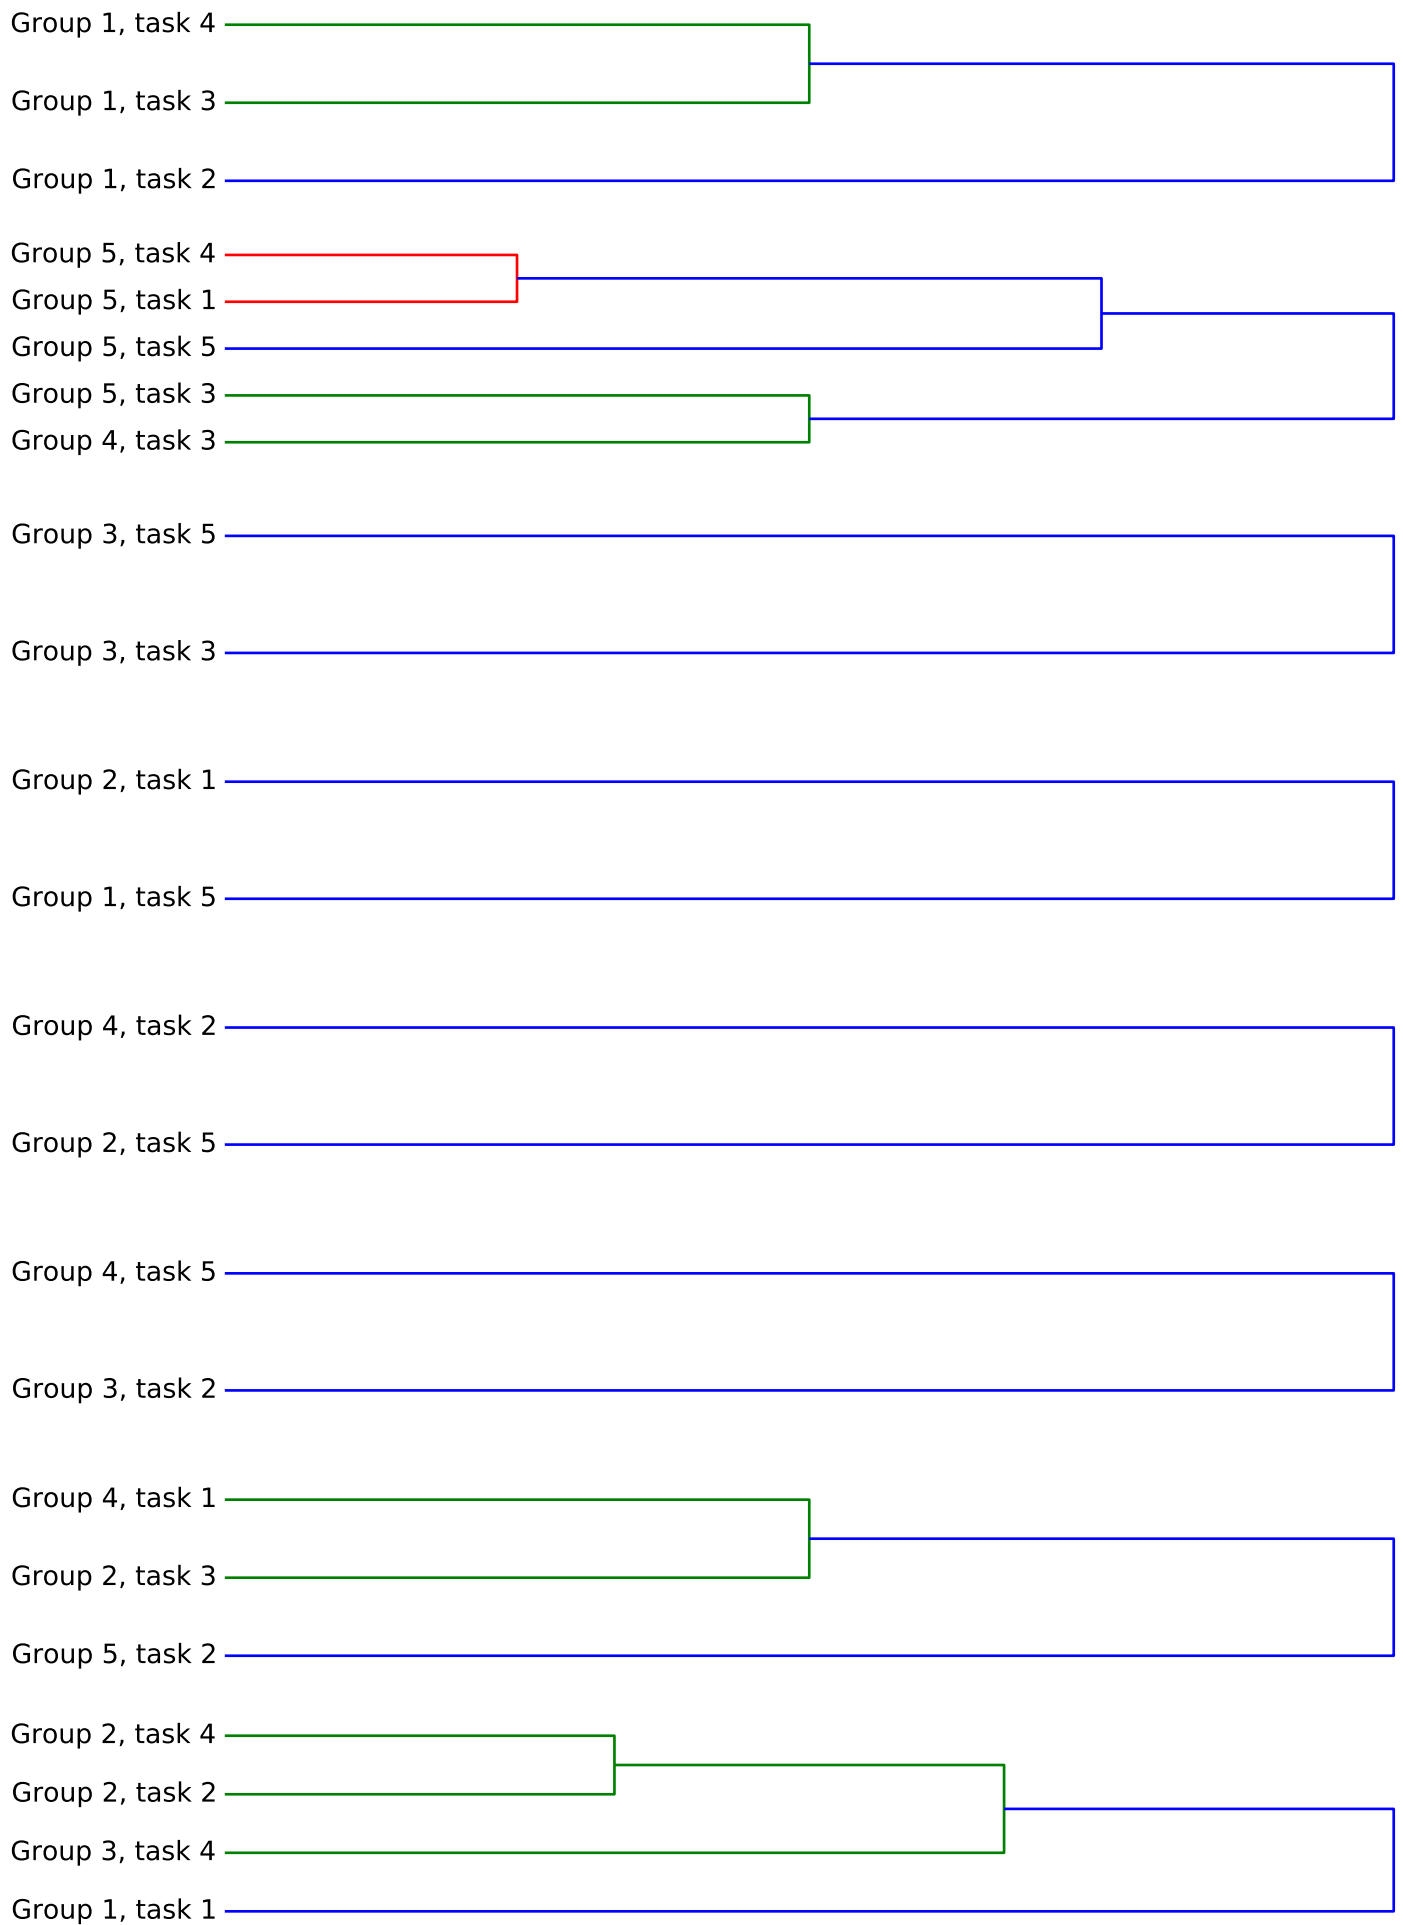 Group 1, task 4
Group 1, task 3
Group 1, task 2
Group 5, task 4
Group 5, task 1
Group 5, task 5
Group 5, task 3
Group 4, task 3
Group 3, task 5
Group 3, task 3
Group 2, task 1
Group 1, task 5
Group 4, task 2
Group 2, task 5
Group 4, task 5
Group 3, task 2
Group 4, task 1
Group 2, task 3
Group 5, task 2
Group 2, task 4
Group 2, task 2
Group 3, task 4
Group 1, task 1